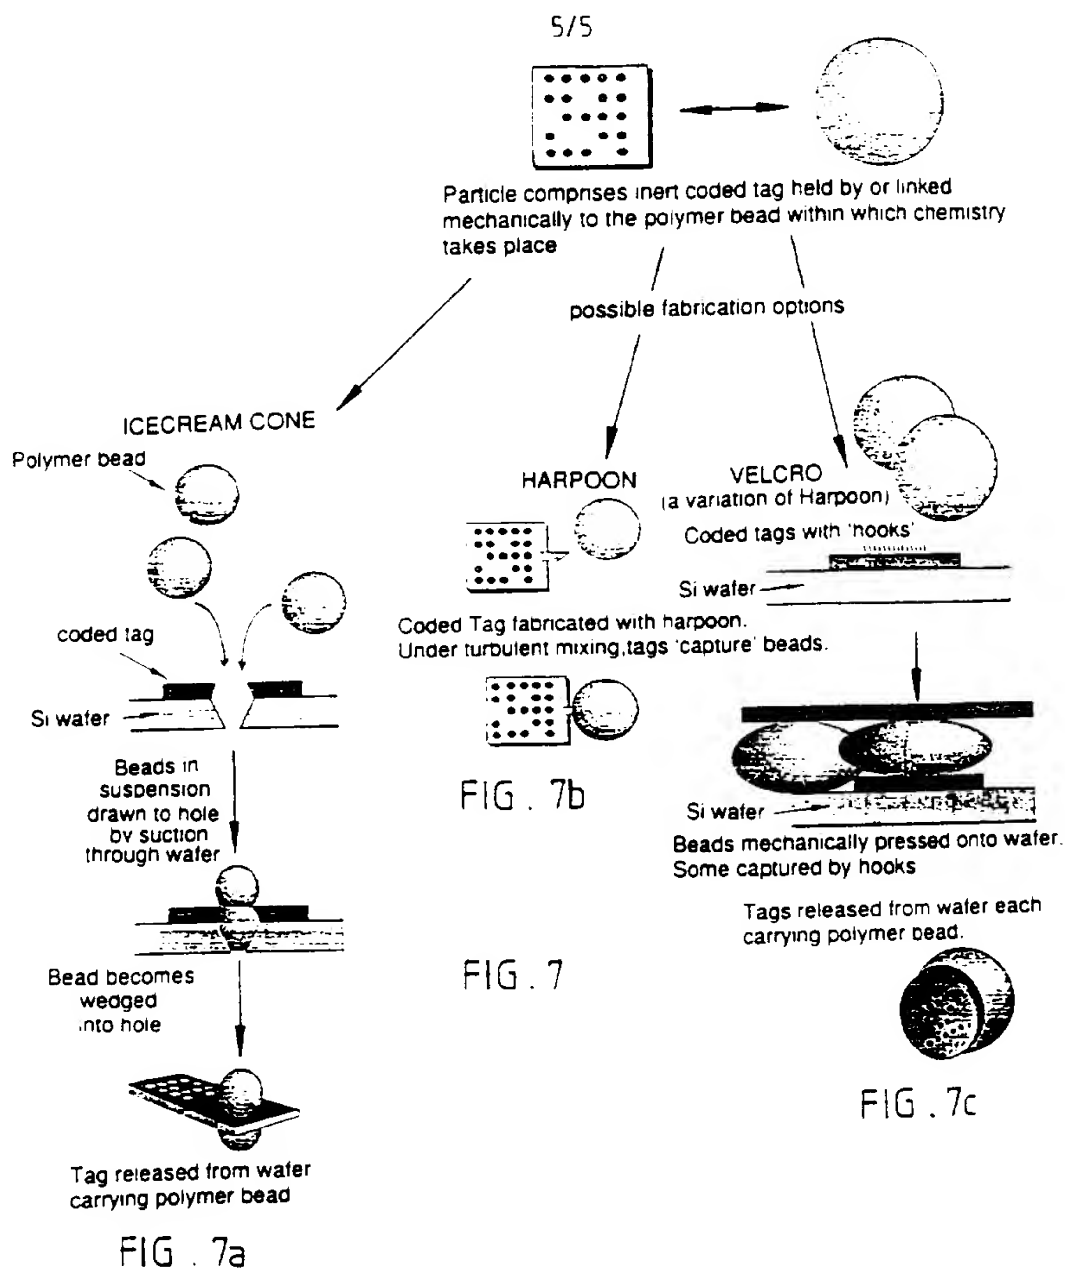 5/5
Particle comprises inert coded tag held by or linked
mechanically to the polymer bead within which chemistry
takes place
possible fabrication options
ICECREAM CONE
Polymer bead
coded tag
Si wafer
Beads in
suspension
drawn to hole
by suction
through wafer
Bead becomes
wedged
into hole
Tag released from wafer
carrying polymer bead
FIG . 7a
HARPOON
Coded Tag fabricated with harpoon.
Under turbulent mixing,tags 'capture' beads.
FIG . 7b
FIG . 7
VELCRO
(a variation of Harpoon)
Coded tags with 'hooks'
Si wafer
Si wafer
Beads mechanically pressed onto wafer.
Some captured by hooks
Tags released from wafer each
carrying polymer bead.
FIG . 7c